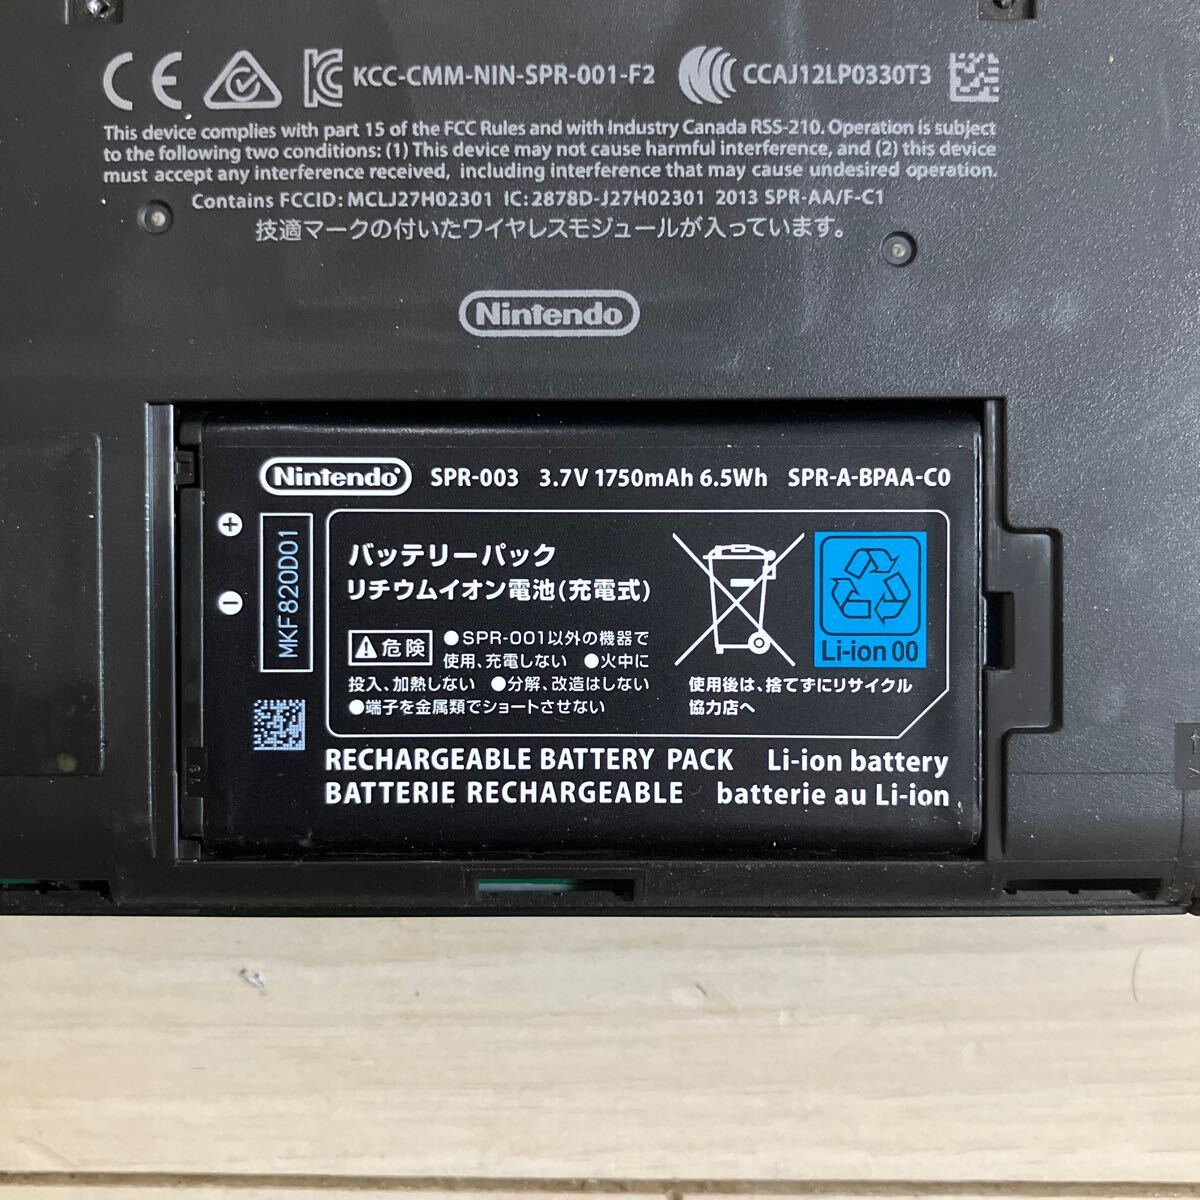 CE KC KCC-CMM-NIN-SPR-001-F2 CCAJ12LP0330T3
This device complies with part 15 of the FCC Rules and with Industry Canada RSS-210. Operation is subject
to the following two conditions: (1) This device may not cause harmful interference, and (2) this device
must accept any interference received, including interference that may cause undesired operation.
Contains FCCID: MCLJ27H02301 IC: 2878D-J27H02301 2013 SPR-AA/F-C1
技適マークの付いたワイヤレスモジュールが入っています。
Nintendo
Nintendo SPR-003 3.7V 1750mAh 6.5Wh SPR-A-BPAA-C0
+
−
MKF820D01
バッテリーパック
リチウムイオン電池(充電式)
危険 ●SPR-001以外の機器で
使用、充電しない ●火中に
投入、加熱しない ●分解、改造はしない
●端子を金属類でショートさせない
Li-ion 00
使用後は、捨てずにリサイクル
協力店へ
RECHARGEABLE BATTERY PACK Li-ion battery
BATTERIE RECHARGEABLE batterie au Li-ion